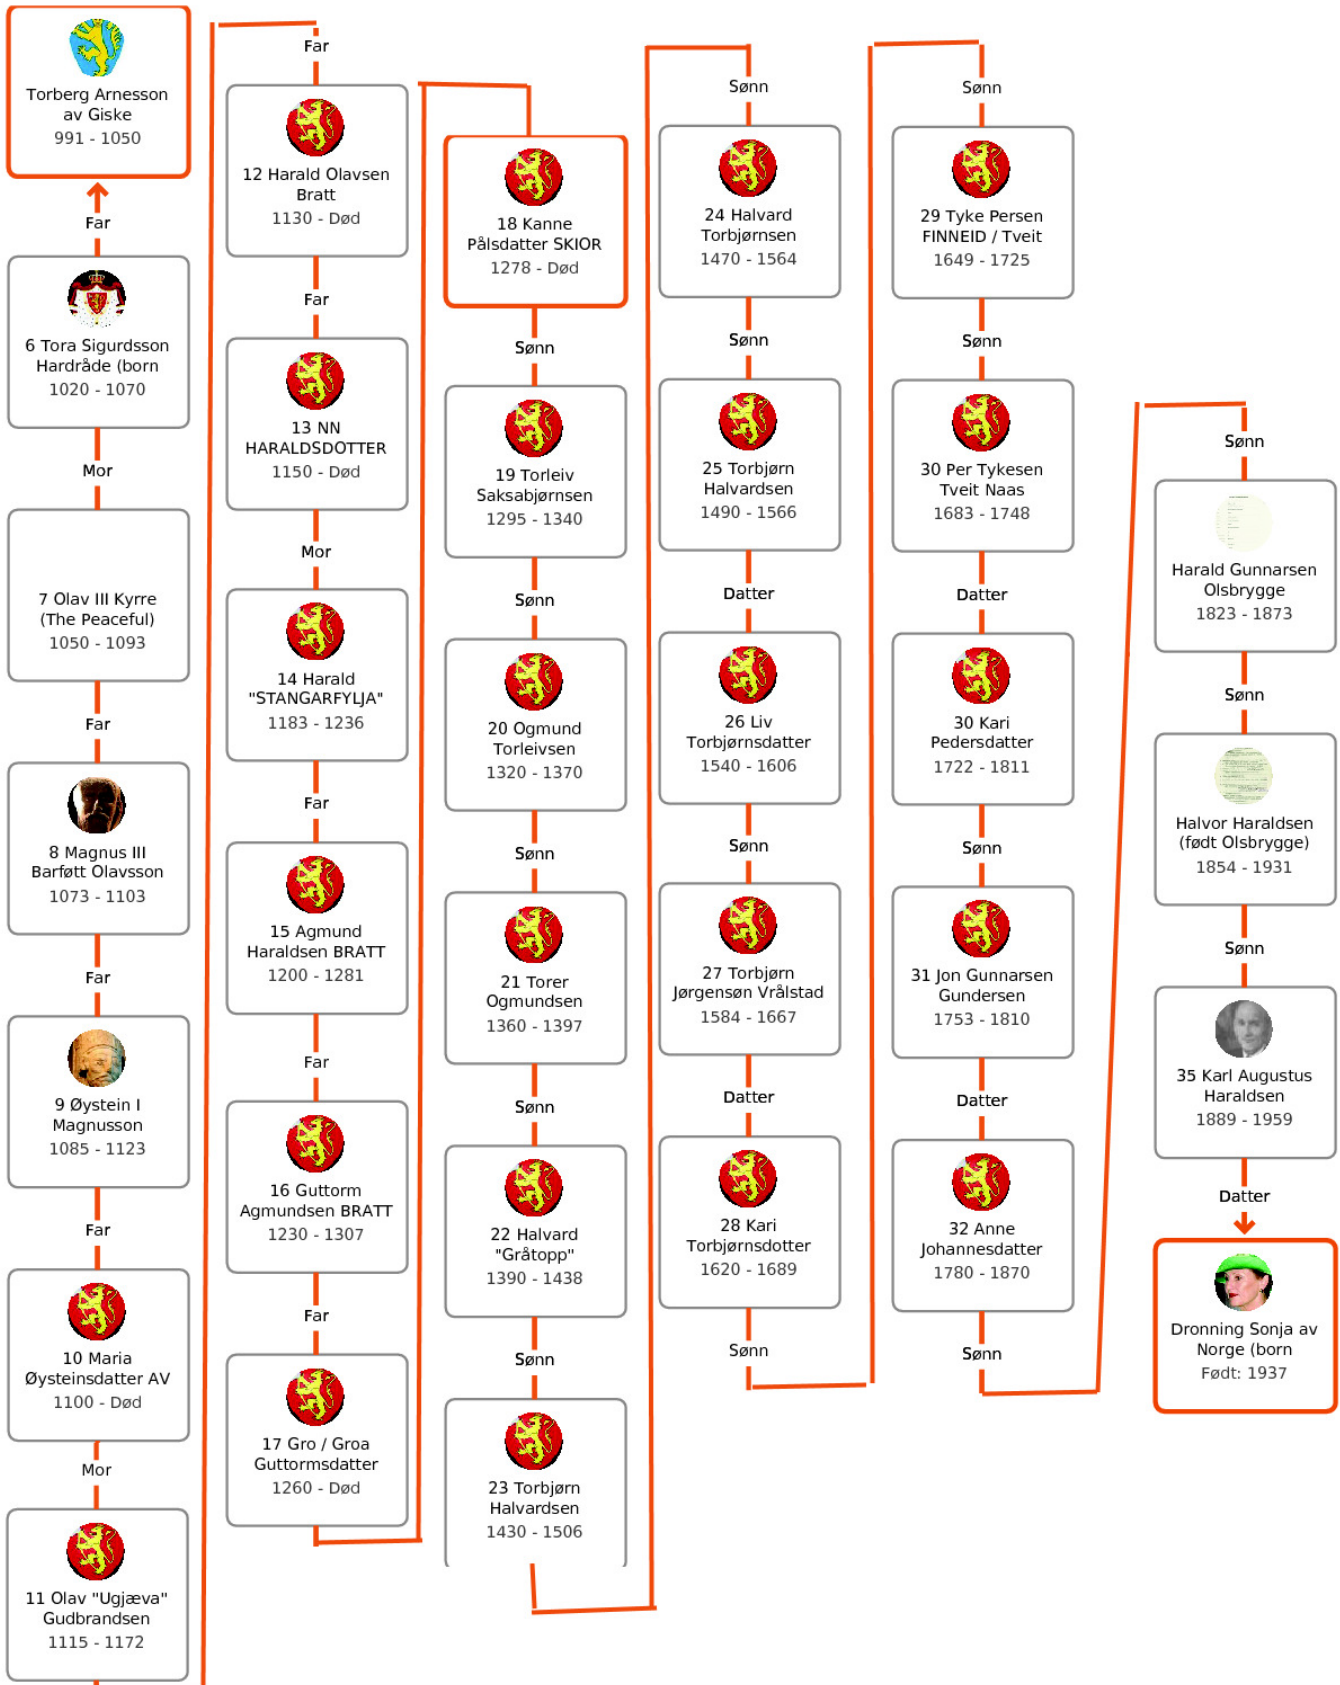 Torberg Arnesson
av Giske
991 - 1050
Far
6 Tora Sigurdsson
Hardråde (born
1020 - 1070
Mor
7 Olav III Kyrre
(The Peaceful)
1050 - 1093
Far
8 Magnus III
Barføtt Olavsson
1073 - 1103
Far
9 Øystein I
Magnusson
1085 - 1123
Far
10 Maria
Øysteinsdatter AV
1100 - Død
Mor
11 Olav "Ugjæva"
Gudbrandsen
1115 - 1172
Far
12 Harald Olavsen
Bratt
1130 - Død
Far
13 NN
HARALDSDOTTER
1150 - Død
Mor
14 Harald
"STANGARFYLJA"
1183 - 1236
Far
15 Agmund
Haraldsen BRATT
1200 - 1281
Far
16 Guttorm
Agmundsen BRATT
1230 - 1307
Far
17 Gro / Groa
Guttormsdatter
1260 - Død
18 Kanne
Pålsdatter SKIOR
1278 - Død
Sønn
19 Torleiv
Saksabjørnsen
1295 - 1340
Sønn
20 Ogmund
Torleivsen
1320 - 1370
Sønn
21 Torer
Ogmundsen
1360 - 1397
Sønn
22 Halvard
"Gråtopp"
1390 - 1438
Sønn
23 Torbjørn
Halvardsen
1430 - 1506
Sønn
24 Halvard
Torbjørnsen
1470 - 1564
Sønn
25 Torbjørn
Halvardsen
1490 - 1566
Datter
26 Liv
Torbjørnsdatter
1540 - 1606
Sønn
27 Torbjørn
Jørgensøn Vrålstad
1584 - 1667
Datter
28 Kari
Torbjørnsdotter
1620 - 1689
Sønn
Sønn
29 Tyke Persen
FINNEID / Tveit
1649 - 1725
Sønn
30 Per Tykesen
Tveit Naas
1683 - 1748
Datter
30 Kari
Pedersdatter
1722 - 1811
Sønn
31 Jon Gunnarsen
Gundersen
1753 - 1810
Datter
32 Anne
Johannesdatter
1780 - 1870
Sønn
Sønn
Harald Gunnarsen
Olsbrygge
1823 - 1873
Sønn
Halvor Haraldsen
(født Olsbrygge)
1854 - 1931
Sønn
35 Karl Augustus
Haraldsen
1889 - 1959
Datter
Dronning Sonja av
Norge (born
Født: 1937